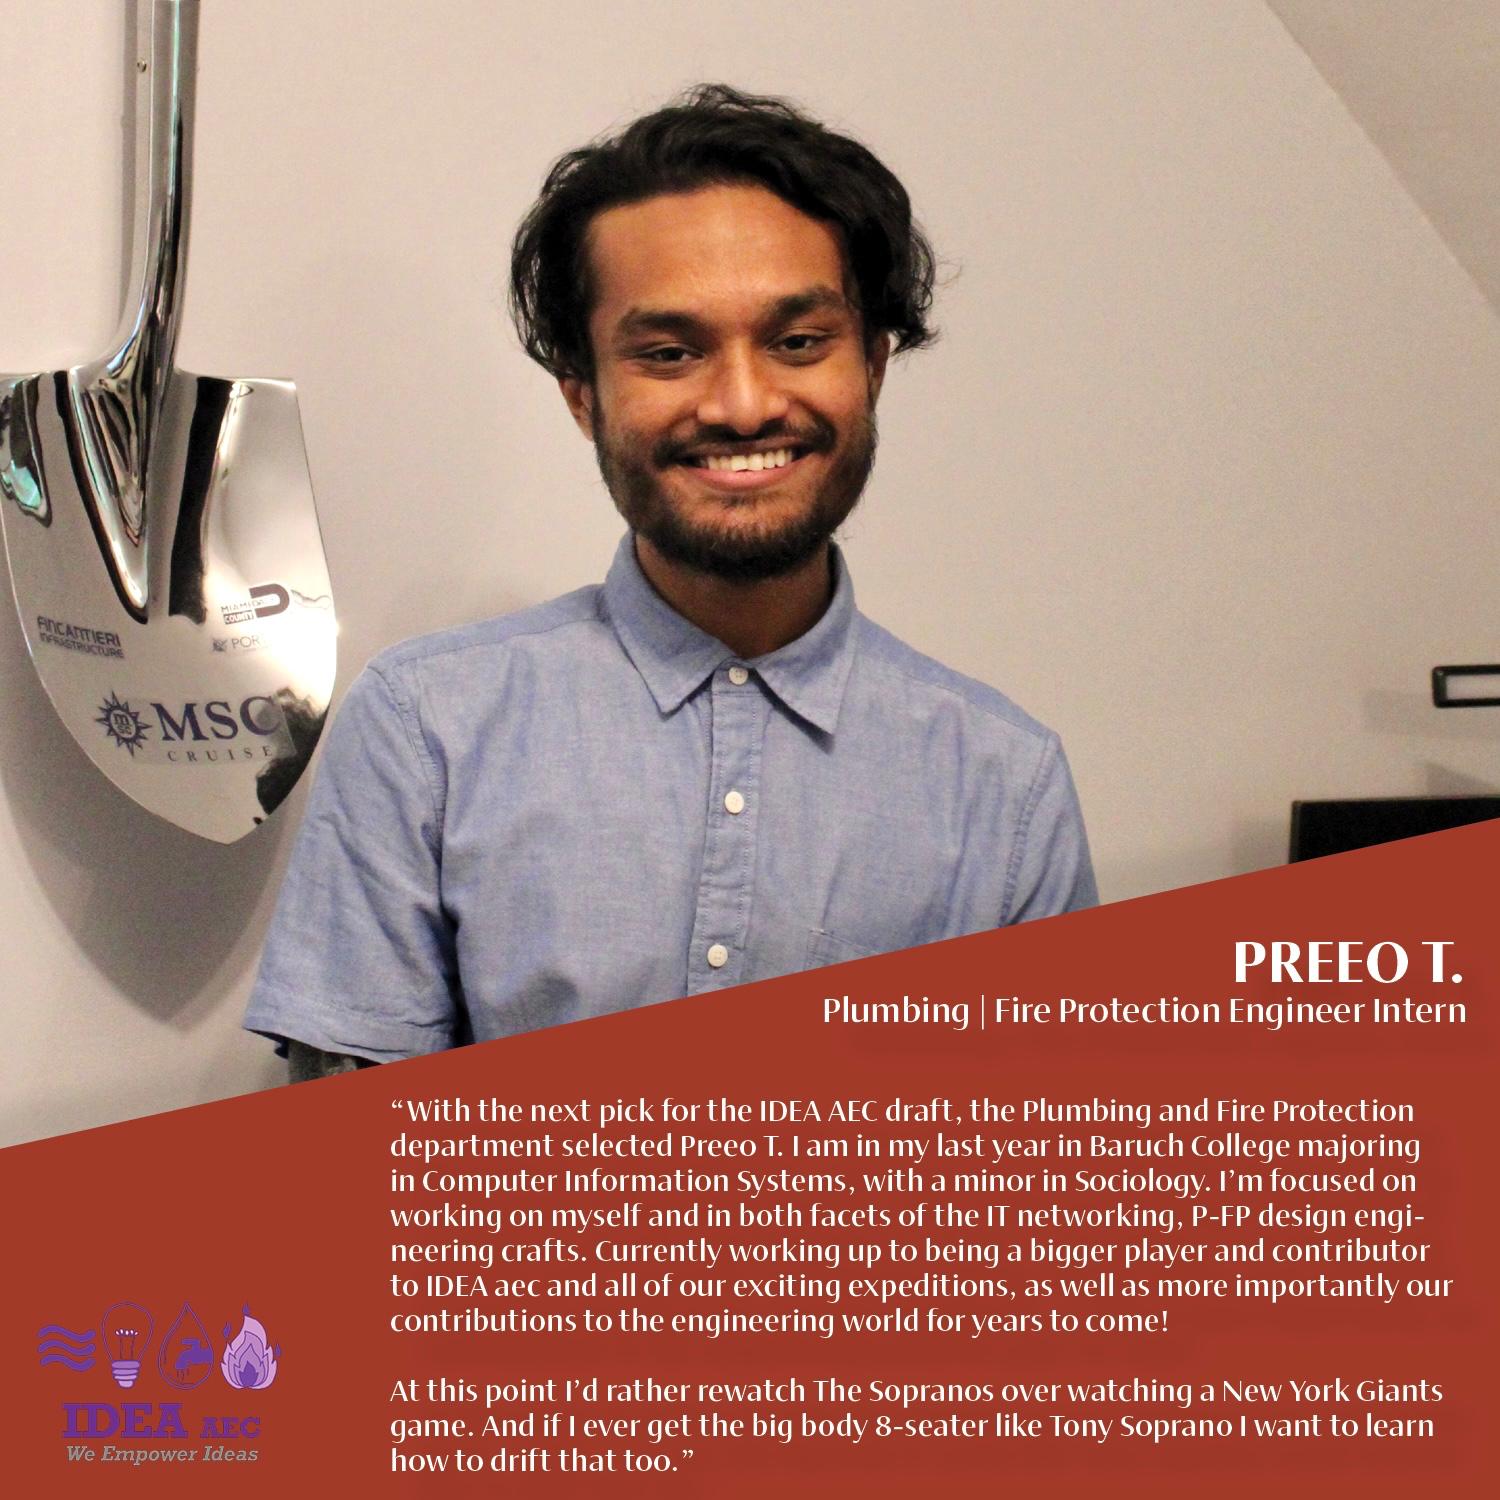 MIAMI-DADE
COUNTY
FINCANTIERI
INFRASTRUCTURE
MSC
CRUISE
PREEO T.
Plumbing | Fire Protection Engineer Intern
“With the next pick for the IDEA AEC draft, the Plumbing and Fire Protection
department selected Preeo T. I am in my last year in Baruch College majoring
in Computer Information Systems, with a minor in Sociology. I’m focused on
working on myself and in both facets of the IT networking, P-FP design engi-
neering crafts. Currently working up to being a bigger player and contributor
to IDEA aec and all of our exciting expeditions, as well as more importantly our
contributions to the engineering world for years to come!
At this point I’d rather rewatch The Sopranos over watching a New York Giants
game. And if I ever get the big body 8-seater like Tony Soprano I want to learn
how to drift that too.”
IDEA AEC
We Empower Ideas